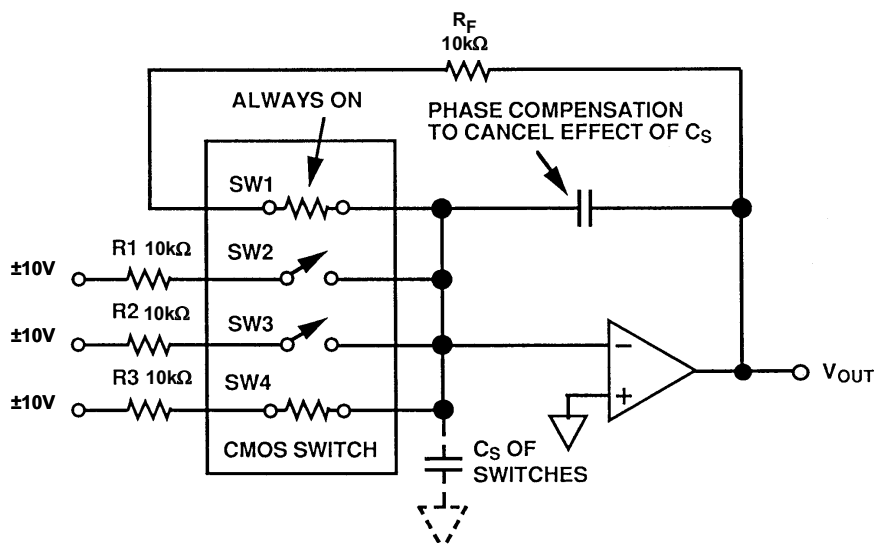 RF
10kΩ
ALWAYS ON
PHASE COMPENSATION
TO CANCEL EFFECT OF CS
SW1
R1 10kΩ
SW2
±10V
R2 10kΩ
SW3
±10V
R3 10kΩ
SW4
±10V
CMOS SWITCH
CS OF
SWITCHES
−
+
VOUT